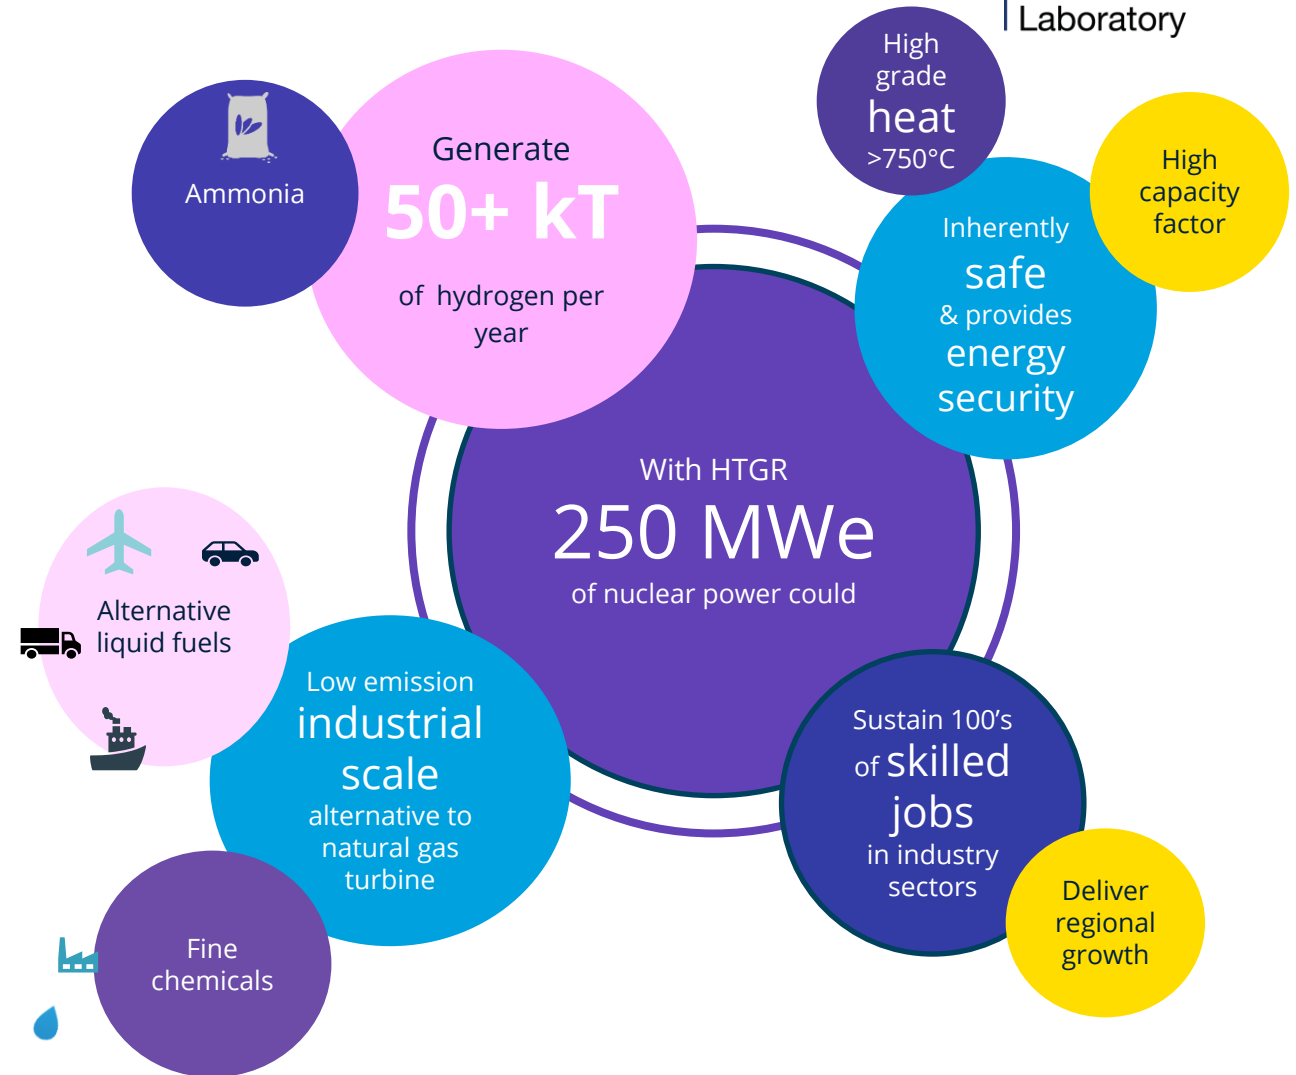 Laboratory
High
grade
heat
>750°C
High
capacity
factor
Ammonia
Generate
50+ kT
of hydrogen per
year
Inherently
safe
& provides
energy
security
With HTGR
250 MWe
of nuclear power could
Alternative
liquid fuels
Low emission
industrial
scale
alternative to
natural gas
turbine
Sustain 100’s
of skilled
jobs
in industry
sectors
Deliver
regional
growth
Fine
chemicals